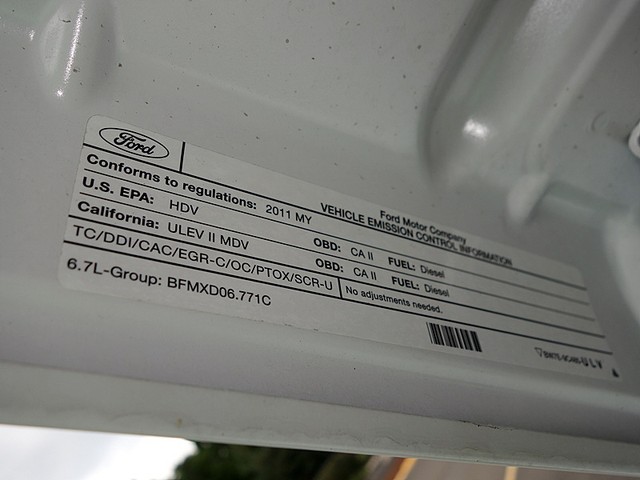 Ford
Ford Motor Company
VEHICLE EMISSION CONTROL INFORMATION
Conforms to regulations: 2011 MY
U.S. EPA: HDV OBD: CA II FUEL: Diesel
California: ULEV II MDV OBD: CA II FUEL: Diesel
TC/DDI/CAC/EGR-C/OC/PTOX/SCR-U No adjustments needed.
6.7L-Group: BFMXD06.771C